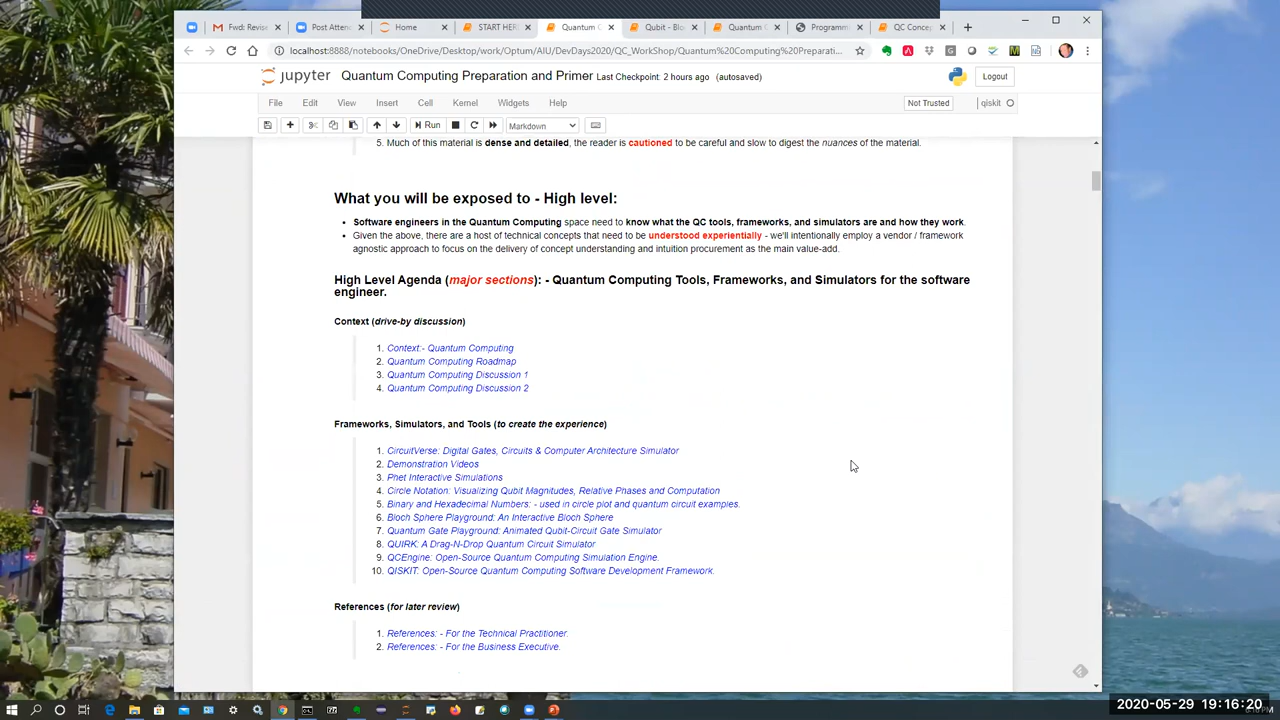 Fwd: Revise
Post Attend
Home
START HER
Quantum C
Qubit - Blo
Quantum C
Programm
QC Conce
localhost:8888/notebooks/OneDrive/Desktop/work/Optum/AIU/DevDays2020/QC_WorkShop/Quantum%20Computing%20Preparati...
jupyter Quantum Computing Preparation and Primer Last Checkpoint: 2 hours ago (autosaved)
Logout
File Edit View Insert Cell Kernel Widgets Help
Not Trusted
qiskit
Run
Markdown
5. Much of this material is dense and detailed, the reader is cautioned to be careful and slow to digest the nuances of the material.
What you will be exposed to - High level:
• Software engineers in the Quantum Computing space need to know what the QC tools, frameworks, and simulators are and how they work
• Given the above, there are a host of technical concepts that need to be understood experientially - we'll intentionally employ a vendor / framework
agnostic approach to focus on the delivery of concept understanding and intuition procurement as the main value-add.
High Level Agenda (major sections): - Quantum Computing Tools, Frameworks, and Simulators for the software
engineer.
Context (drive-by discussion)
1. Context:- Quantum Computing
2. Quantum Computing Roadmap
3. Quantum Computing Discussion 1
4. Quantum Computing Discussion 2
Frameworks, Simulators, and Tools (to create the experience)
1. CircuitVerse: Digital Gates, Circuits & Computer Architecture Simulator
2. Demonstration Videos
3. Phet Interactive Simulations
4. Circle Notation: Visualizing Qubit Magnitudes, Relative Phases and Computation
5. Binary and Hexadecimal Numbers: - used in circle plot and quantum circuit examples.
6. Bloch Sphere Playground: An Interactive Bloch Sphere
7. Quantum Gate Playground: Animated Qubit-Circuit Gate Simulator
8. QUIRK: A Drag-N-Drop Quantum Circuit Simulator
9. QCEngine: Open-Source Quantum Computing Simulation Engine.
10. QISKIT: Open-Source Quantum Computing Software Development Framework.
References (for later review)
1. References: - For the Technical Practitioner.
2. References: - For the Business Executive.
2020-05-29 19:16:20